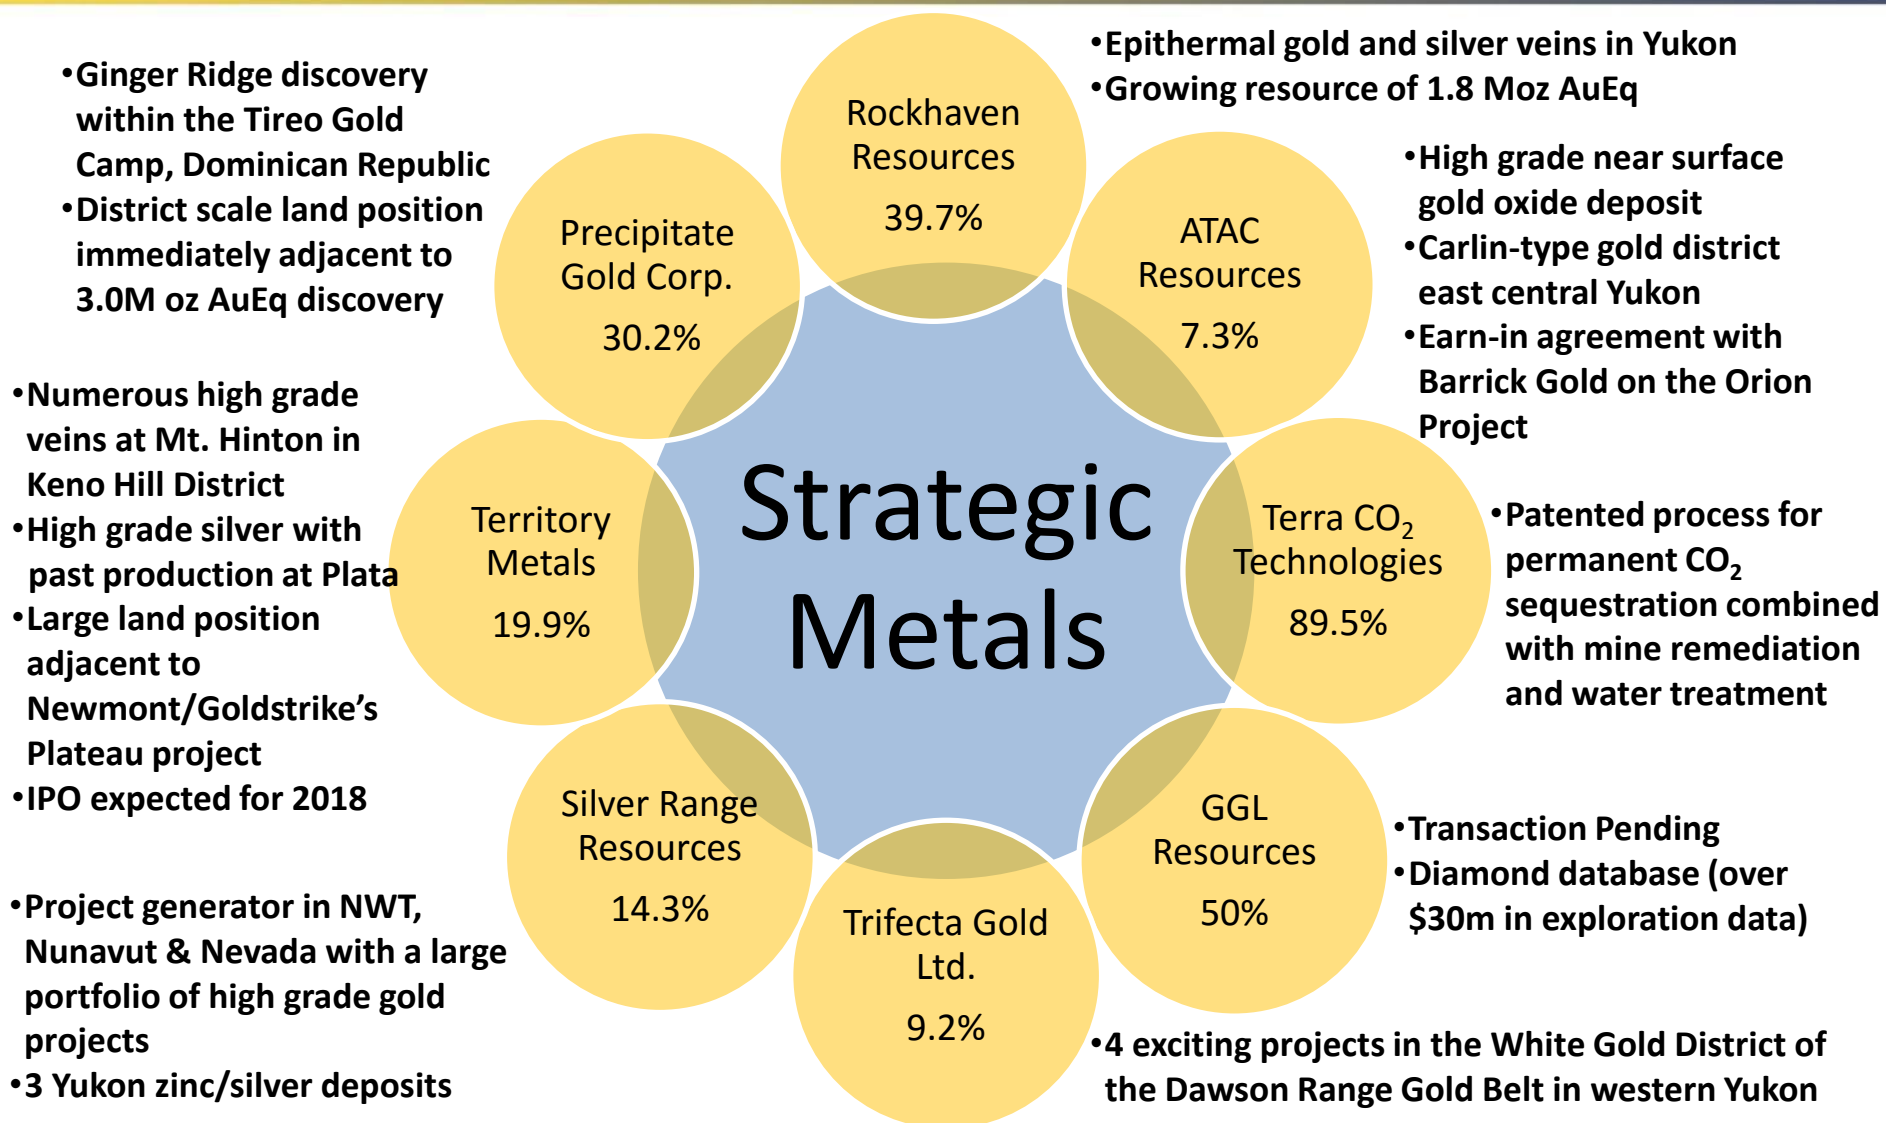 •Ginger Ridge discovery
within the Tireo Gold
Camp, Dominican Republic
•District scale land position
immediately adjacent to
3.0M oz AuEq discovery
Precipitate
Gold Corp.
30.2%
Rockhaven
Resources
39.7%
•Epithermal gold and silver veins in Yukon
•Growing resource of 1.8 Moz AuEq
ATAC
Resources
7.3%
•High grade near surface
gold oxide deposit
•Carlin-type gold district
east central Yukon
•Earn-in agreement with
Barrick Gold on the Orion
Project
•Numerous high grade
veins at Mt. Hinton in
Keno Hill District
•High grade silver with
past production at Plata
•Large land position
adjacent to
Newmont/Goldstrike’s
Plateau project
•IPO expected for 2018
Territory
Metals
19.9%
Strategic
Metals
Terra CO₂
Technologies
89.5%
•Patented process for
permanent CO₂
sequestration combined
with mine remediation
and water treatment
Silver Range
Resources
14.3%
•Project generator in NWT,
Nunavut & Nevada with a large
portfolio of high grade gold
projects
•3 Yukon zinc/silver deposits
Trifecta Gold
Ltd.
9.2%
GGL
Resources
50%
•Transaction Pending
•Diamond database (over
$30m in exploration data)
•4 exciting projects in the White Gold District of
the Dawson Range Gold Belt in western Yukon